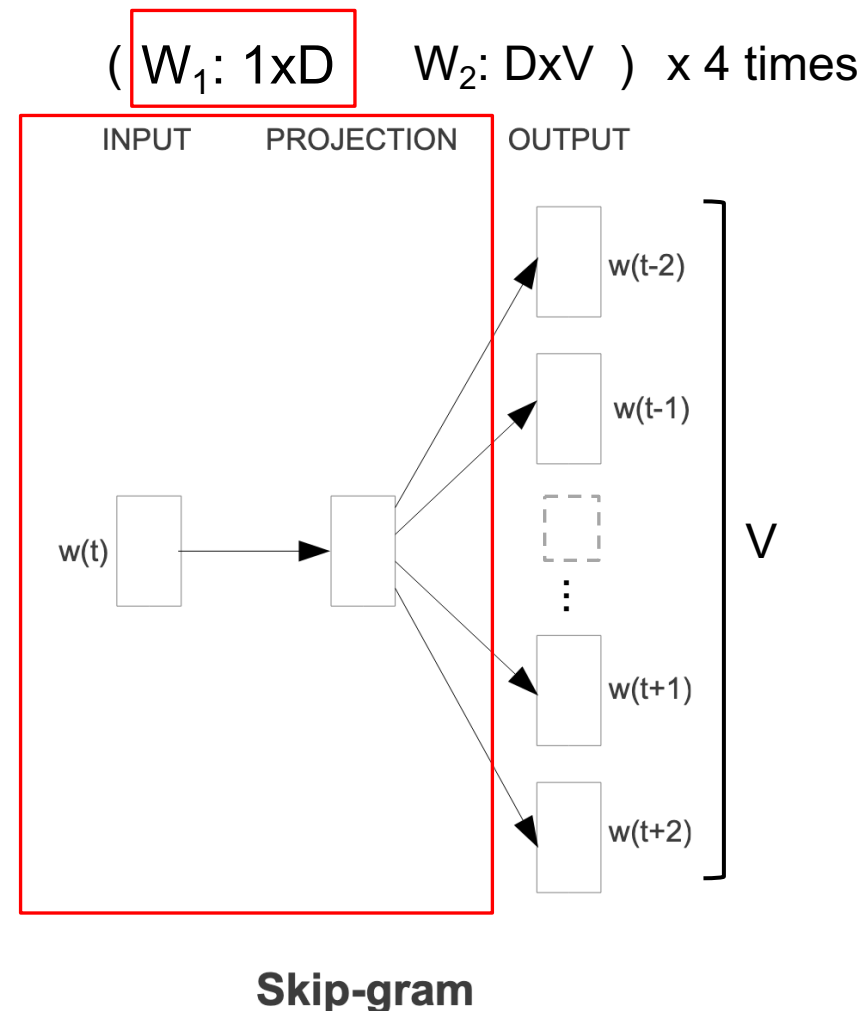 ( W₁: 1xD W₂: DxV ) x 4 times
INPUT PROJECTION OUTPUT
w(t-2)
w(t-1)
w(t)
V
⋮
w(t+1)
w(t+2)
Skip-gram